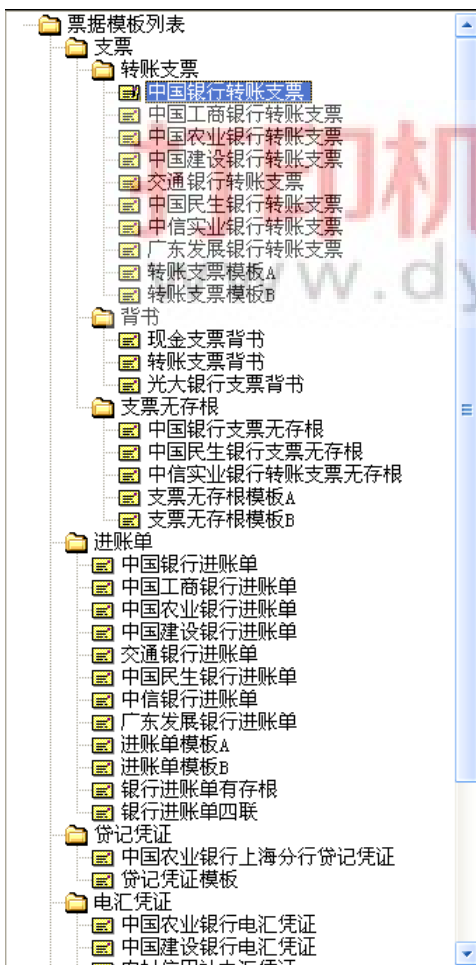 票据模板列表
支票
转账支票
中国银行转账支票
中国工商银行转账支票
中国农业银行转账支票
中国建设银行转账支票
交通银行转账支票
中国民生银行转账支票
中信实业银行转账支票
广东发展银行转账支票
转账支票模板A
转账支票模板B
背书
现金支票背书
转账支票背书
光大银行支票背书
支票无存根
中国银行支票无存根
中国民生银行支票无存根
中信实业银行转账支票无存根
支票无存根模板A
支票无存根模板B
进账单
中国银行进账单
中国工商银行进账单
中国农业银行进账单
中国建设银行进账单
交通银行进账单
中国民生银行进账单
中信银行进账单
广东发展银行进账单
进账单模板A
进账单模板B
银行进账单有存根
银行进账单四联
贷记凭证
中国农业银行上海分行贷记凭证
贷记凭证模板
电汇凭证
中国农业银行电汇凭证
中国建设银行电汇凭证
打印机
www.dy